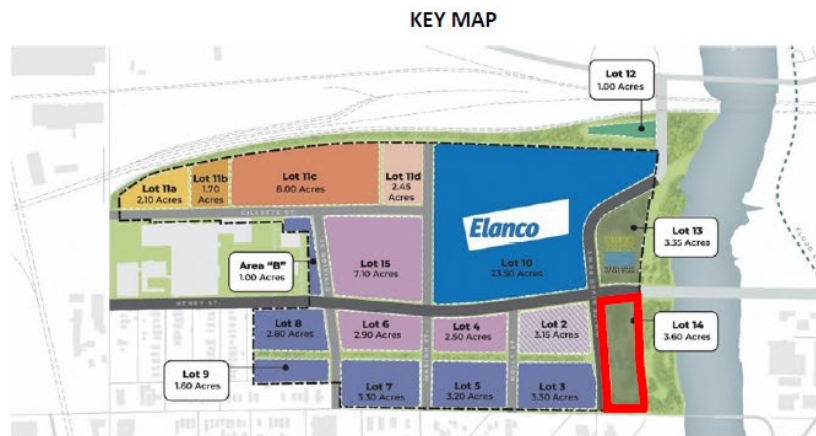 KEY MAP
Lot 12
1.00 Acres
Lot 11a
2.10 Acres
Lot 11b
1.70
Acres
Lot 11c
8.00 Acres
Lot 11d
2.45
Acres
Elanco
Lot 10
23.50 Acres
Lot 13
3.35 Acres
Area "B"
1.00 Acres
DIVISION ST.
Lot 15
7.10 Acres
HENRY ST.
Lot 8
2.80 Acres
Lot 6
2.90 Acres
Lot 4
2.50 Acres
Lot 2
3.15 Acres
Lot 14
3.60 Acres
Lot 9
1.60 Acres
Lot 7
3.30 Acres
Lot 5
3.20 Acres
Lot 3
3.30 Acres